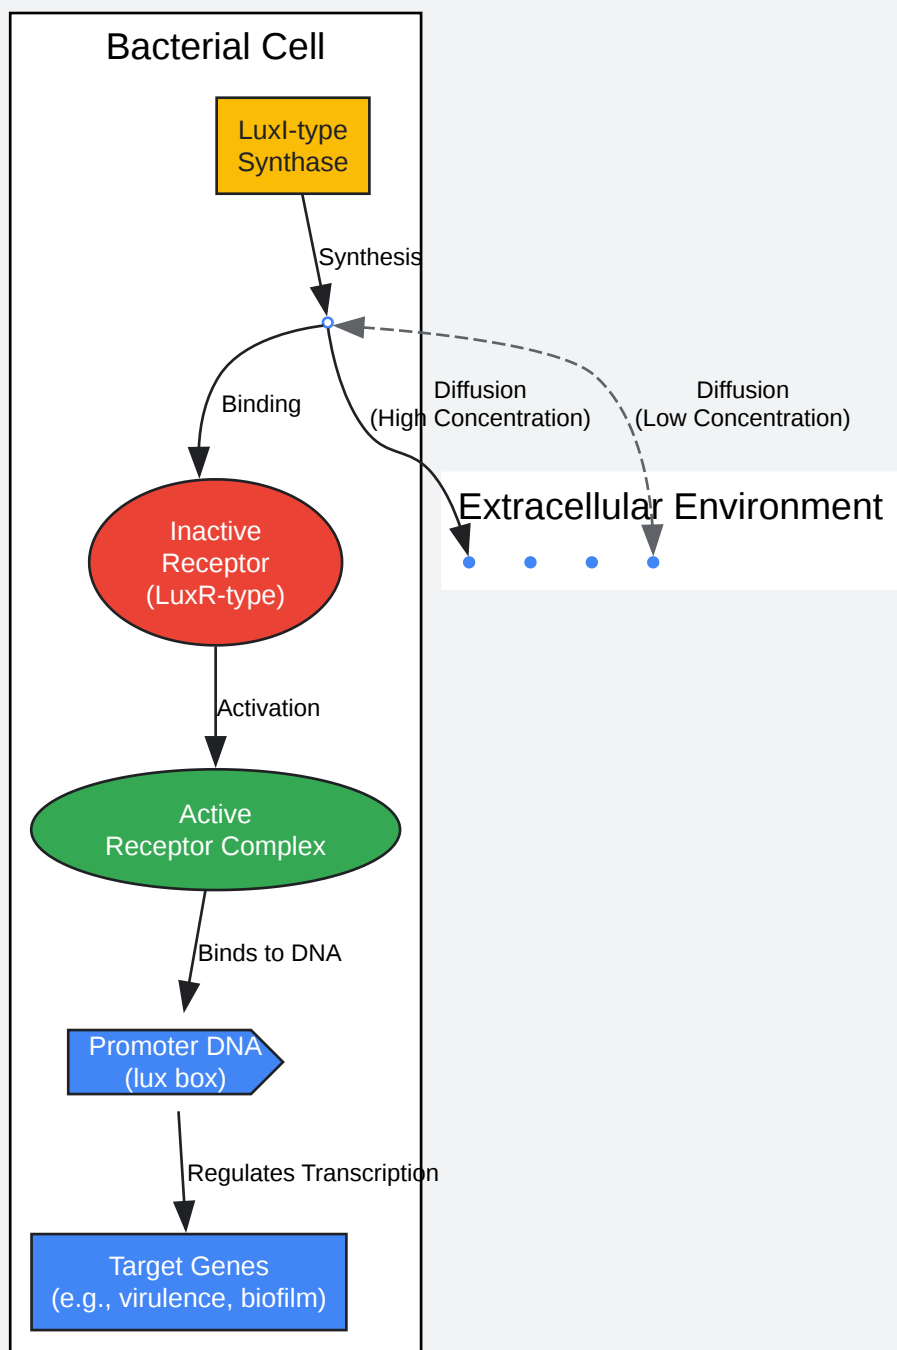 Bacterial Cell
LuxI-type
Synthase
Synthesis
Binding
Diffusion
(High Concentration)
Diffusion
(Low Concentration)
Extracellular Environment
Inactive
Receptor
(LuxR-type)
Activation
Active
Receptor Complex
Binds to DNA
Promoter DNA
(lux box)
Regulates Transcription
Target Genes
(e.g., virulence, biofilm)